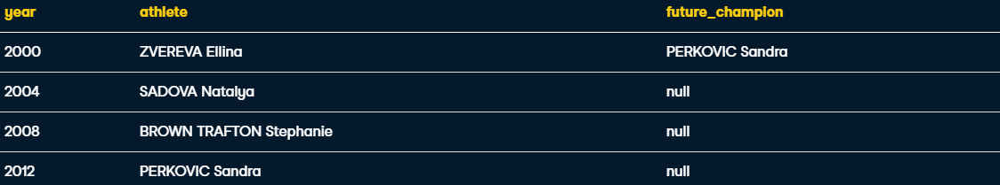 year athlete future_champion
2000 ZVEREVA Ellina PERKOVIC Sandra
2004 SADOVA Natalya null
2008 BROWN TRAFTON Stephanie null
2012 PERKOVIC Sandra null